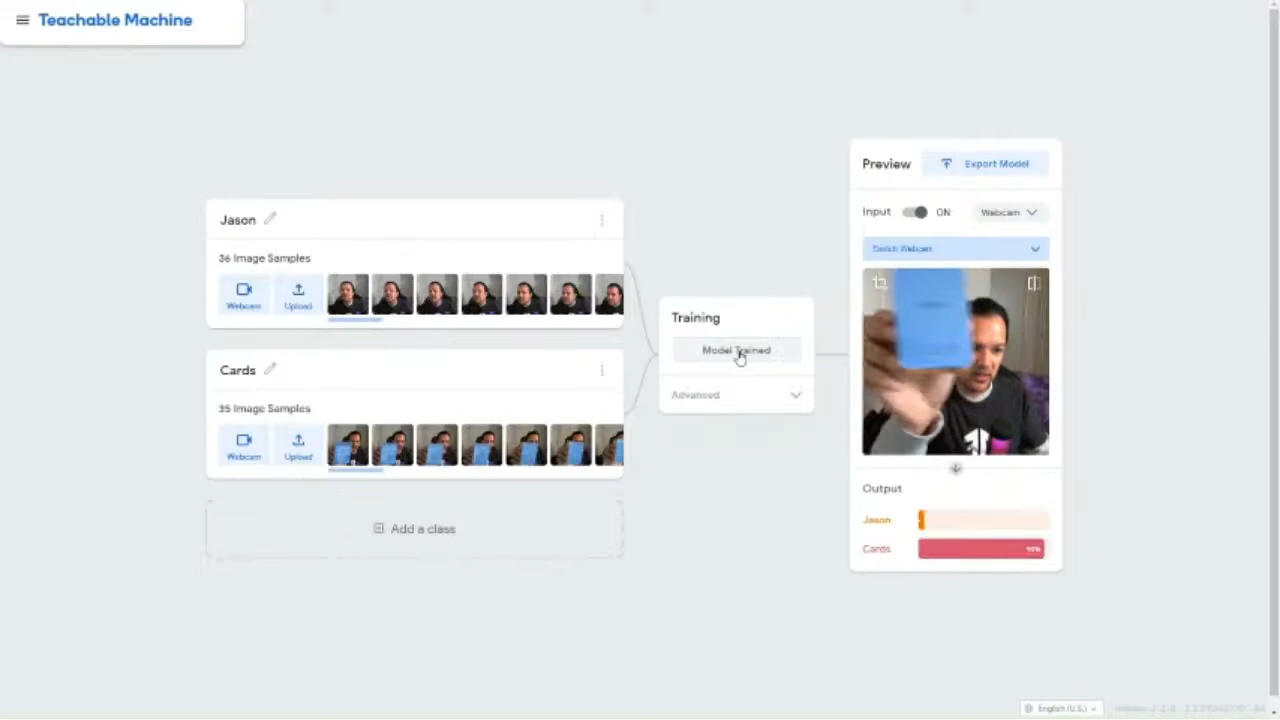 Teachable Machine
Jason
36 Image Samples
Webcam
Upload
Cards
35 Image Samples
Webcam
Upload
Add a class
Training
Model Trained
Advanced
Preview
Export Model
Input
ON
Webcam
Switch Webcam
Output
Jason
Cards
English (U.S.)